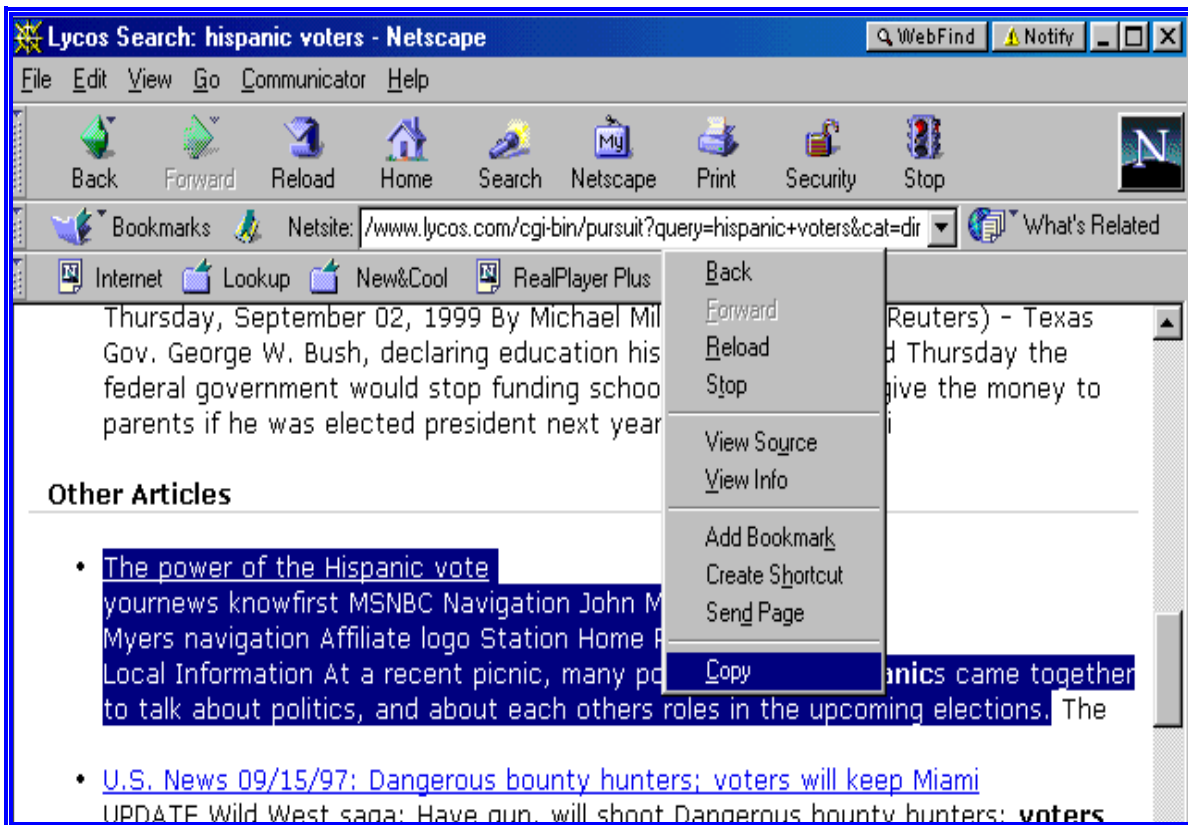 Lycos Search: hispanic voters - Netscape WebFind Notify
File Edit View Go Communicator Help
My N
Back Forward Reload Home Search Netscape Print Security Stop
Bookmarks Netsite: /www.lycos.com/cgi-bin/pursuit?query=hispanic+voters&cat=dir What's Related
Internet Lookup New&Cool RealPlayer Plus
Thursday, September 02, 1999 By Michael Mil Reuters) - Texas
Gov. George W. Bush, declaring education his d Thursday the
federal government would stop funding schoo give the money to
parents if he was elected president next year i
Other Articles
• The power of the Hispanic vote
yournews knowfirst MSNBC Navigation John M
Myers navigation Affiliate logo Station Home
Local Information At a recent picnic, many po anics came together
to talk about politics, and about each others roles in the upcoming elections. The
• U.S. News 09/15/97: Dangerous bounty hunters; voters will keep Miami
UPDATE Wild West saga: Have gun, will shoot Dangerous bounty hunters; voters
Back
Forward
Reload
Stop
View Source
View Info
Add Bookmark
Create Shortcut
Send Page
Copy